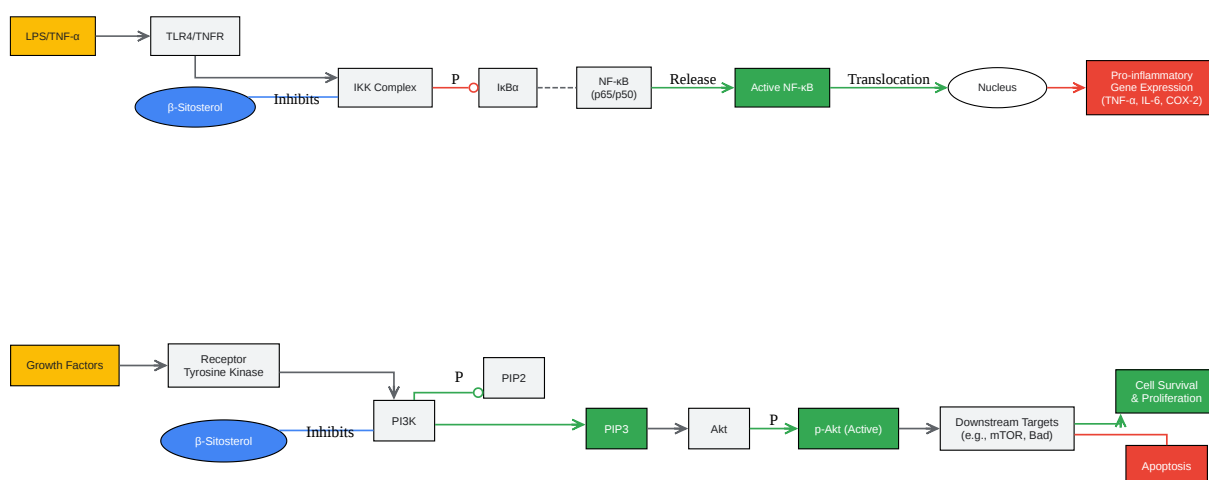 LPS/TNF-α
TLR4/TNFR
β-Sitosterol
Inhibits
IKK Complex
P
IκBα
NF-κB
(p65/p50)
Release
Active NF-κB
Translocation
Nucleus
Pro-inflammatory
Gene Expression
(TNF-α, IL-6, COX-2)
Growth Factors
Receptor
Tyrosine Kinase
β-Sitosterol
Inhibits
PI3K
P
PIP2
PIP3
Akt
P
p-Akt (Active)
Downstream Targets
(e.g., mTOR, Bad)
Cell Survival
& Proliferation
Apoptosis